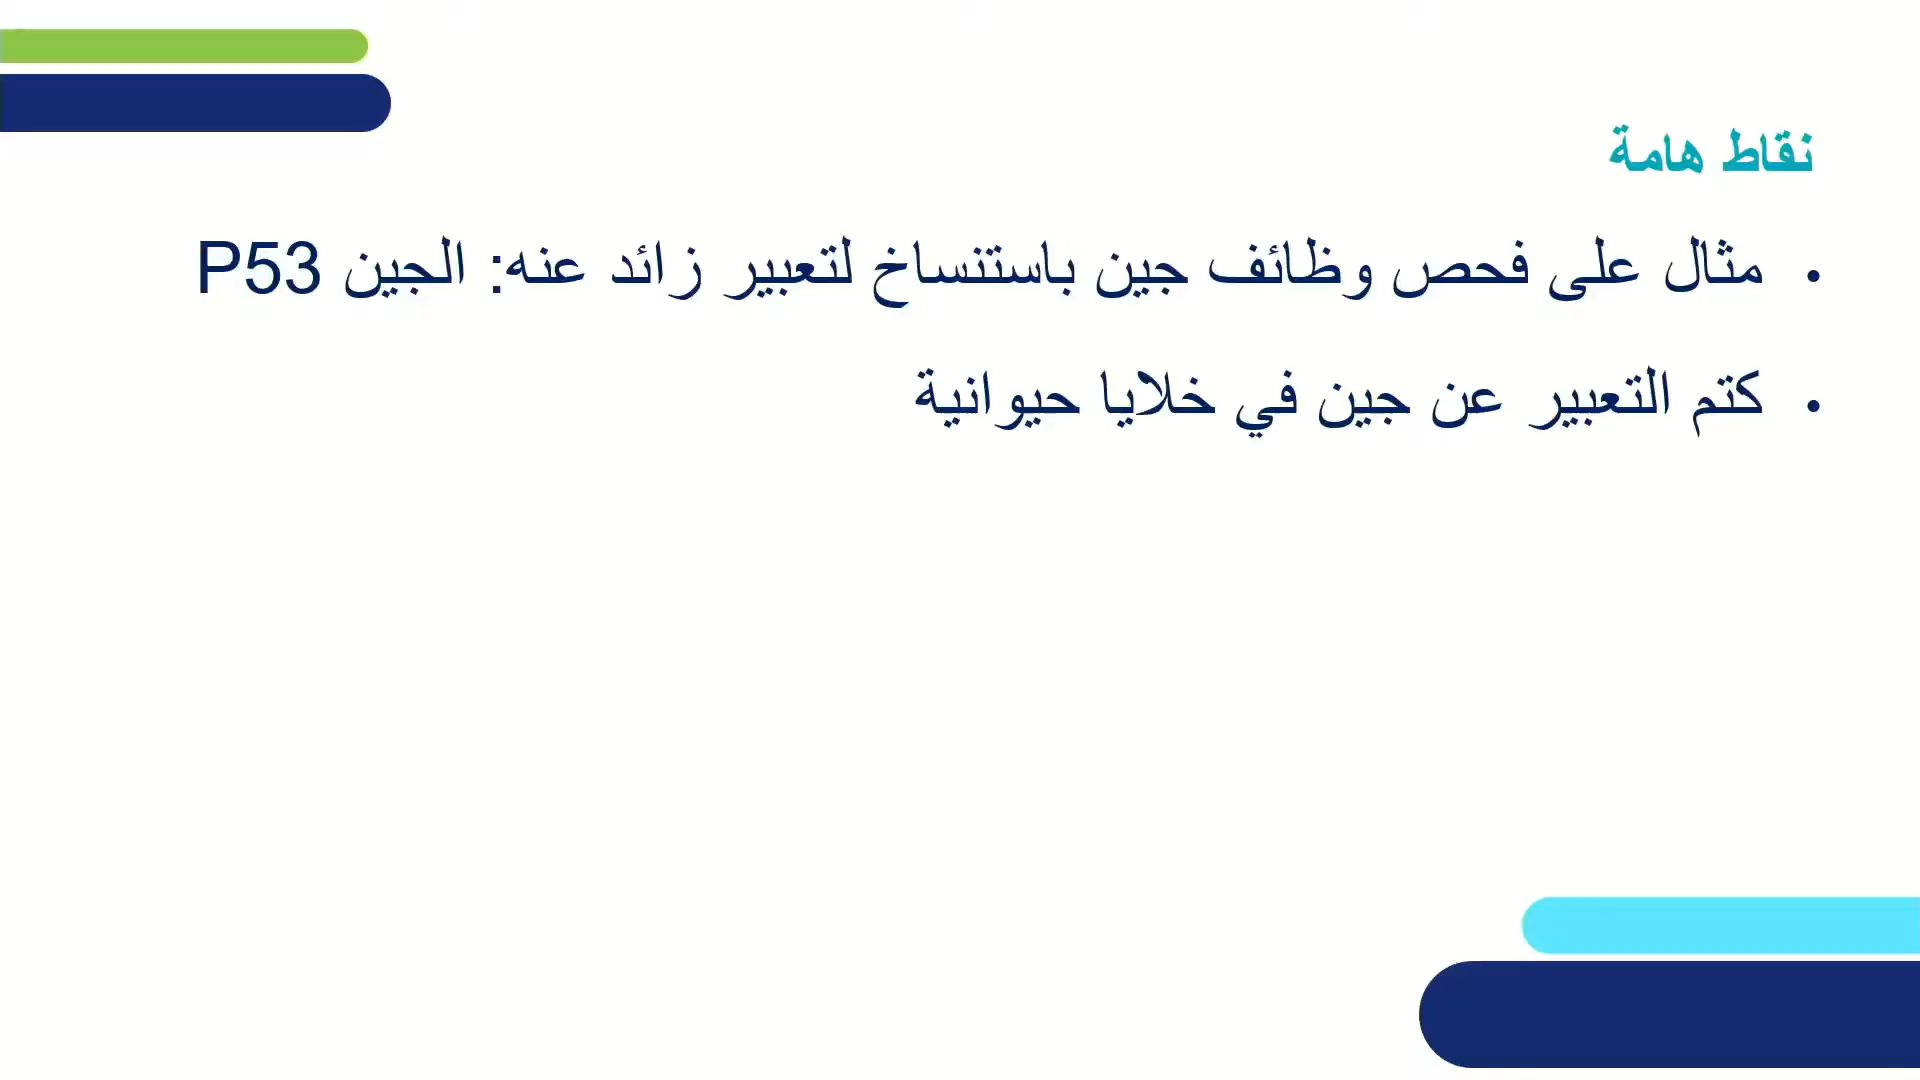 نقاط هامة
• مثال على فحص وظائف جين باستنساخ لتعبير زائد عنه: الجين P53
• كتم التعبير عن جين في خلايا حيوانية